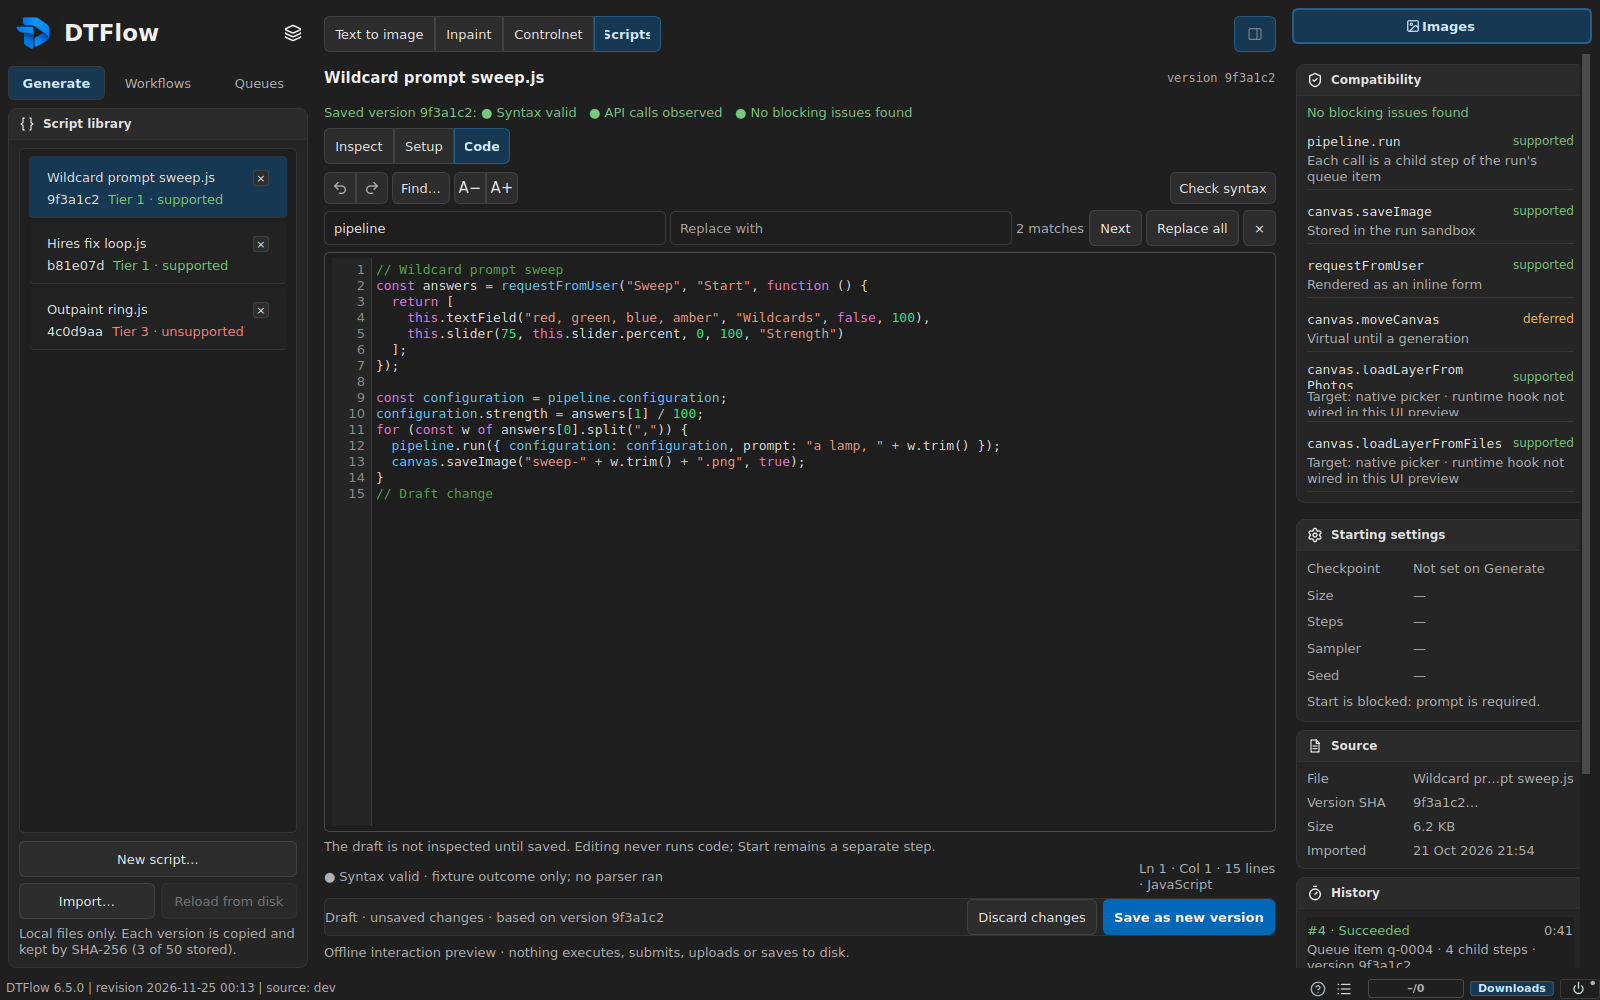 DTFlow
Generate
Workflows
Queues
Script library
Wildcard prompt sweep.js
×
9f3a1c2 Tier 1 · supported
Hires fix loop.js
×
b81e07d Tier 1 · supported
Outpaint ring.js
×
4c0d9aa Tier 3 · unsupported
New script…
Import…
Reload from disk
Local files only. Each version is copied and
kept by SHA-256 (3 of 50 stored).
Text to image
Inpaint
Controlnet
Scripts
Wildcard prompt sweep.js
version 9f3a1c2
Saved version 9f3a1c2: ● Syntax valid ● API calls observed ● No blocking issues found
Inspect
Setup
Code
Find…
A−
A+
Check syntax
pipeline
Replace with
2 matches
Next
Replace all
×
1 // Wildcard prompt sweep
2 const answers = requestFromUser("Sweep", "Start", function () {
3   return [
4     this.textField("red, green, blue, amber", "Wildcards", false, 100),
5     this.slider(75, this.slider.percent, 0, 100, "Strength")
6   ];
7 });
8
9 const configuration = pipeline.configuration;
10 configuration.strength = answers[1] / 100;
11 for (const w of answers[0].split(",")) {
12   pipeline.run({ configuration: configuration, prompt: "a lamp, " + w.trim() });
13   canvas.saveImage("sweep-" + w.trim() + ".png", true);
14 }
15 // Draft change
The draft is not inspected until saved. Editing never runs code; Start remains a separate step.
● Syntax valid · fixture outcome only; no parser ran
Ln 1 · Col 1 · 15 lines
· JavaScript
Draft · unsaved changes · based on version 9f3a1c2
Discard changes
Save as new version
Offline interaction preview · nothing executes, submits, uploads or saves to disk.
Images
Compatibility
No blocking issues found
pipeline.run
supported
Each call is a child step of the run's
queue item
canvas.saveImage
supported
Stored in the run sandbox
requestFromUser
supported
Rendered as an inline form
canvas.moveCanvas
deferred
Virtual until a generation
canvas.loadLayerFrom
Photos
supported
Target: native picker · runtime hook not
wired in this UI preview
canvas.loadLayerFromFiles
supported
Target: native picker · runtime hook not
wired in this UI preview
Starting settings
Checkpoint
Not set on Generate
Size
—
Steps
—
Sampler
—
Seed
—
Start is blocked: prompt is required.
Source
File
Wildcard pr…pt sweep.js
Version SHA
9f3a1c2…
Size
6.2 KB
Imported
21 Oct 2026 21:54
History
#4 · Succeeded
0:41
Queue item q-0004 · 4 child steps ·
version 9f3a1c2
DTFlow 6.5.0 | revision 2026-11-25 00:13 | source: dev
–/0
Downloads